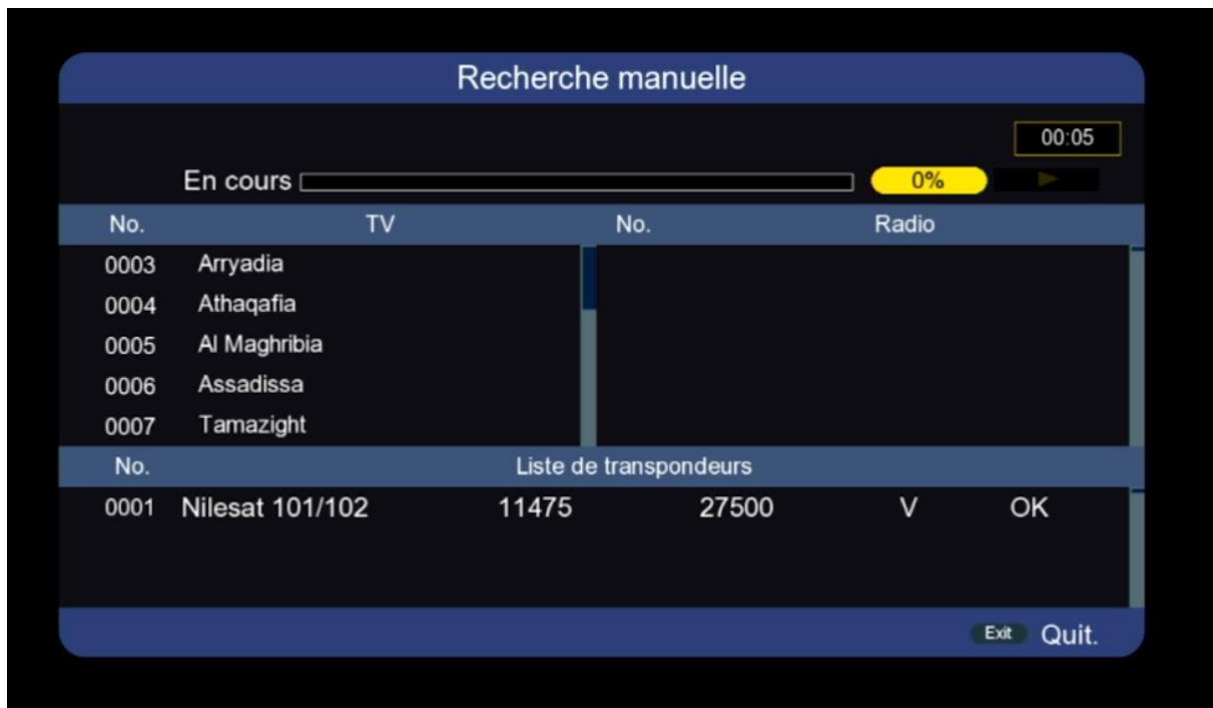 Recherche manuelle
00:05
En cours 0%
No. TV No. Radio
0003 Arryadia
0004 Athaqafia
0005 Al Maghribia
0006 Assadissa
0007 Tamazight
No. Liste de transpondeurs
0001 Nilesat 101/102 11475 27500 V OK
Exit Quit.